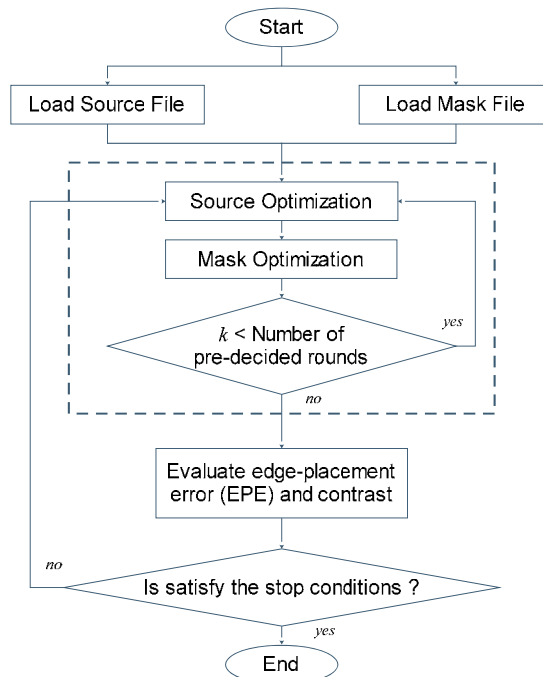 Start
Load Source File
Load Mask File
Source Optimization
Mask Optimization
k < Number of
pre-decided rounds
yes
no
Evaluate edge-placement
error (EPE) and contrast
Is satisfy the stop conditions ?
no
yes
End